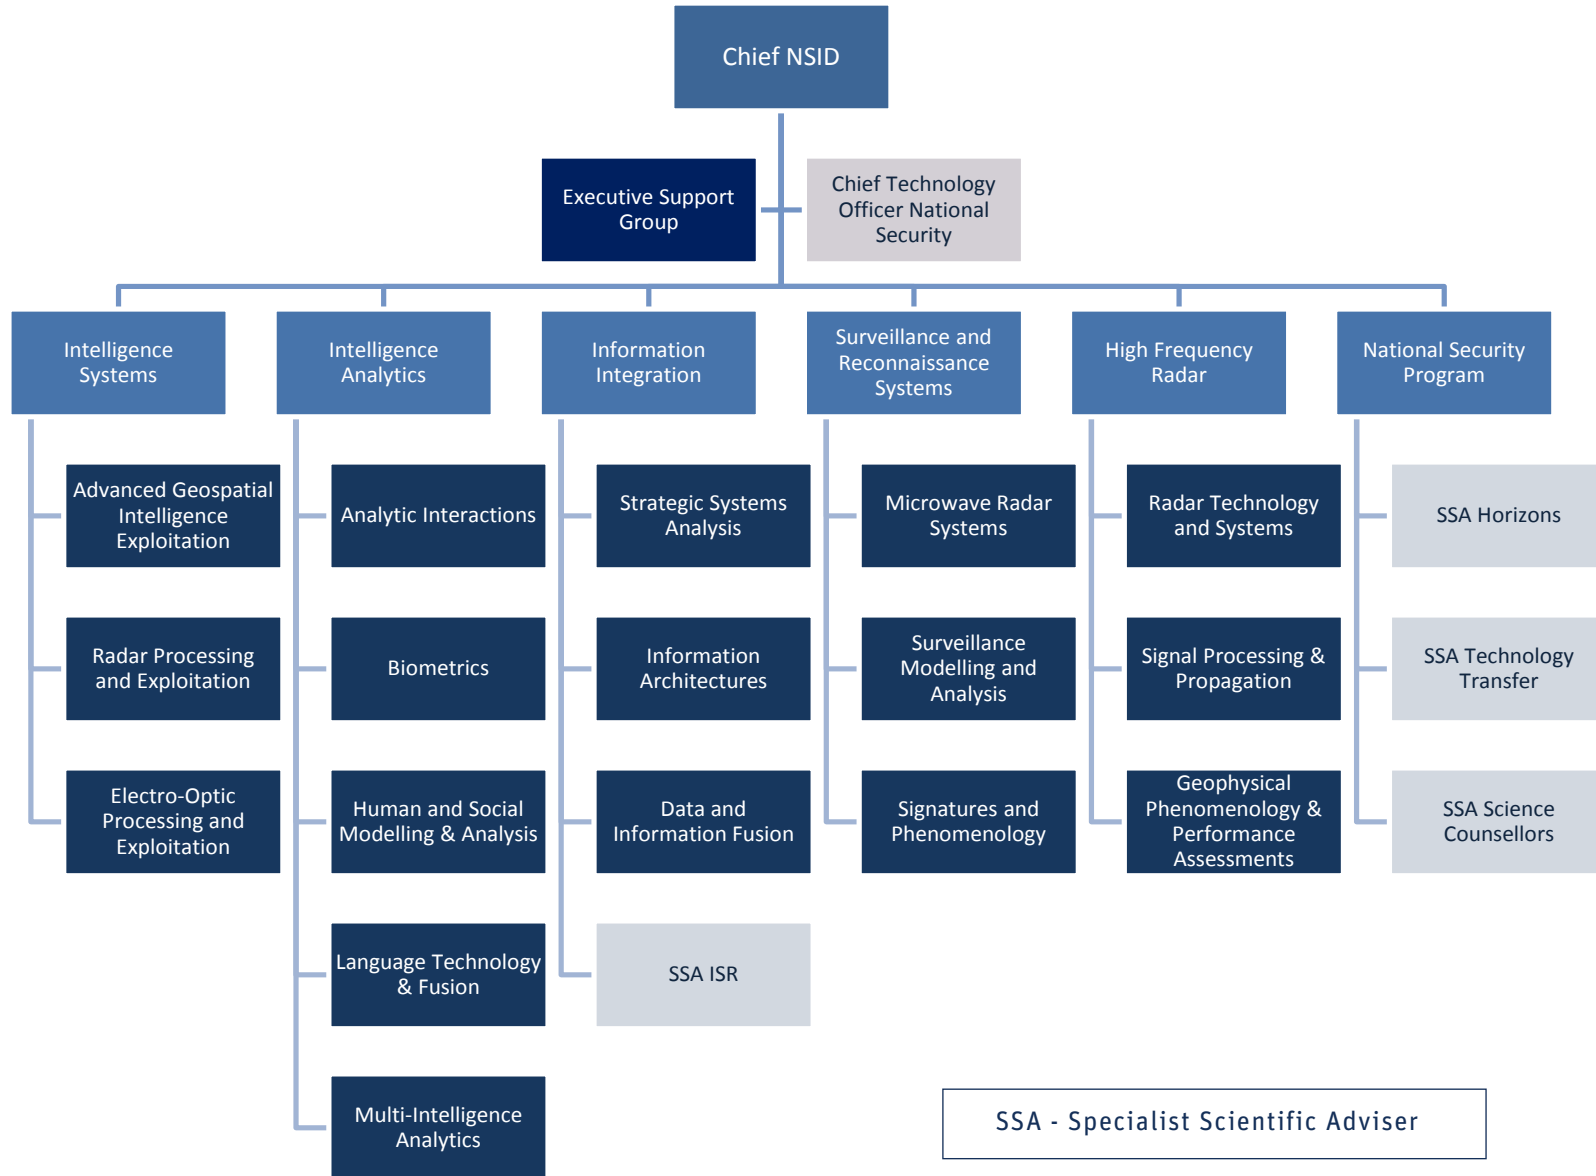 Chief NSID
Executive Support
Group
Chief Technology
Officer National
Security
Intelligence
Systems
Intelligence
Analytics
Information
Integration
Surveillance and
Reconnaissance
Systems
High Frequency
Radar
National Security
Program
Advanced Geospatial
Intelligence
Exploitation
Analytic Interactions
Strategic Systems
Analysis
Microwave Radar
Systems
Radar Technology
and Systems
SSA Horizons
Radar Processing
and Exploitation
Biometrics
Information
Architectures
Surveillance
Modelling and
Analysis
Signal Processing &
Propagation
SSA Technology
Transfer
Electro-Optic
Processing and
Exploitation
Human and Social
Modelling & Analysis
Data and
Information Fusion
Signatures and
Phenomenology
Geophysical
Phenomenology &
Performance
Assessments
SSA Science
Counsellors
Language Technology
& Fusion
SSA ISR
Multi-Intelligence
Analytics
SSA - Specialist Scientific Adviser